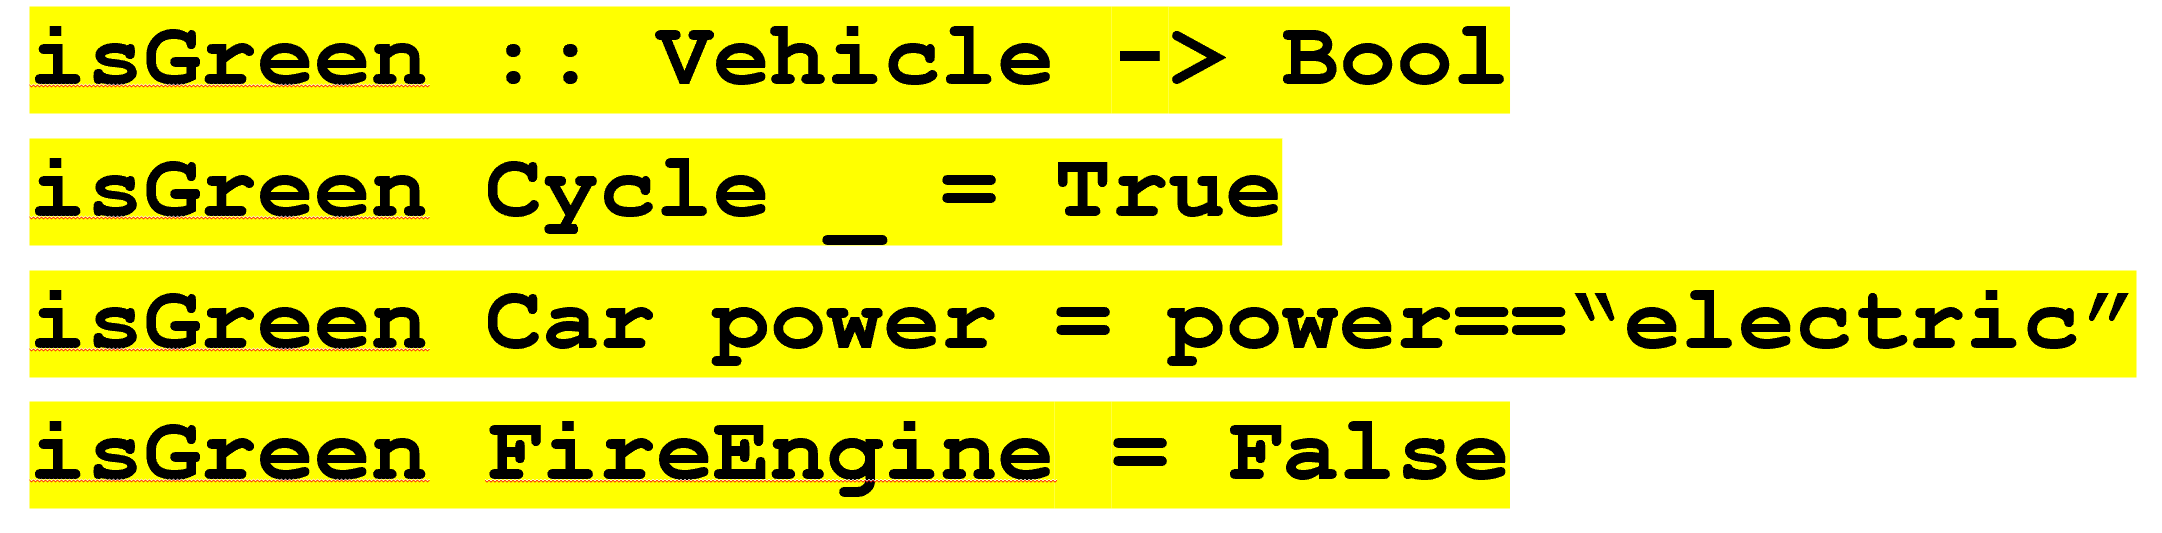 isGreen :: Vehicle -> Bool
isGreen Cycle _ = True
isGreen Car power = power==“electric”
isGreen FireEngine = False